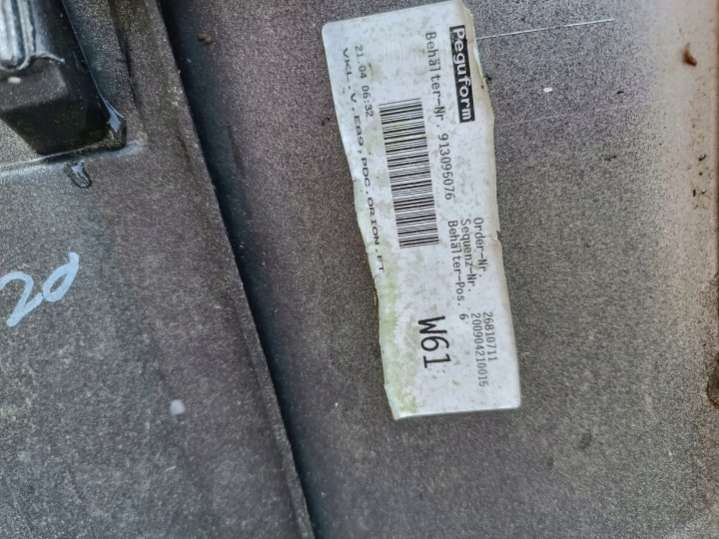 Peguform
Behälter-Nr. 913095076
Order-Nr. 26810711
Sequenz-Nr. 200904210015
Behälter-Pos. 6
21.04 06:32
W61
VKL.V.E89;PDC.ORION.FT
20